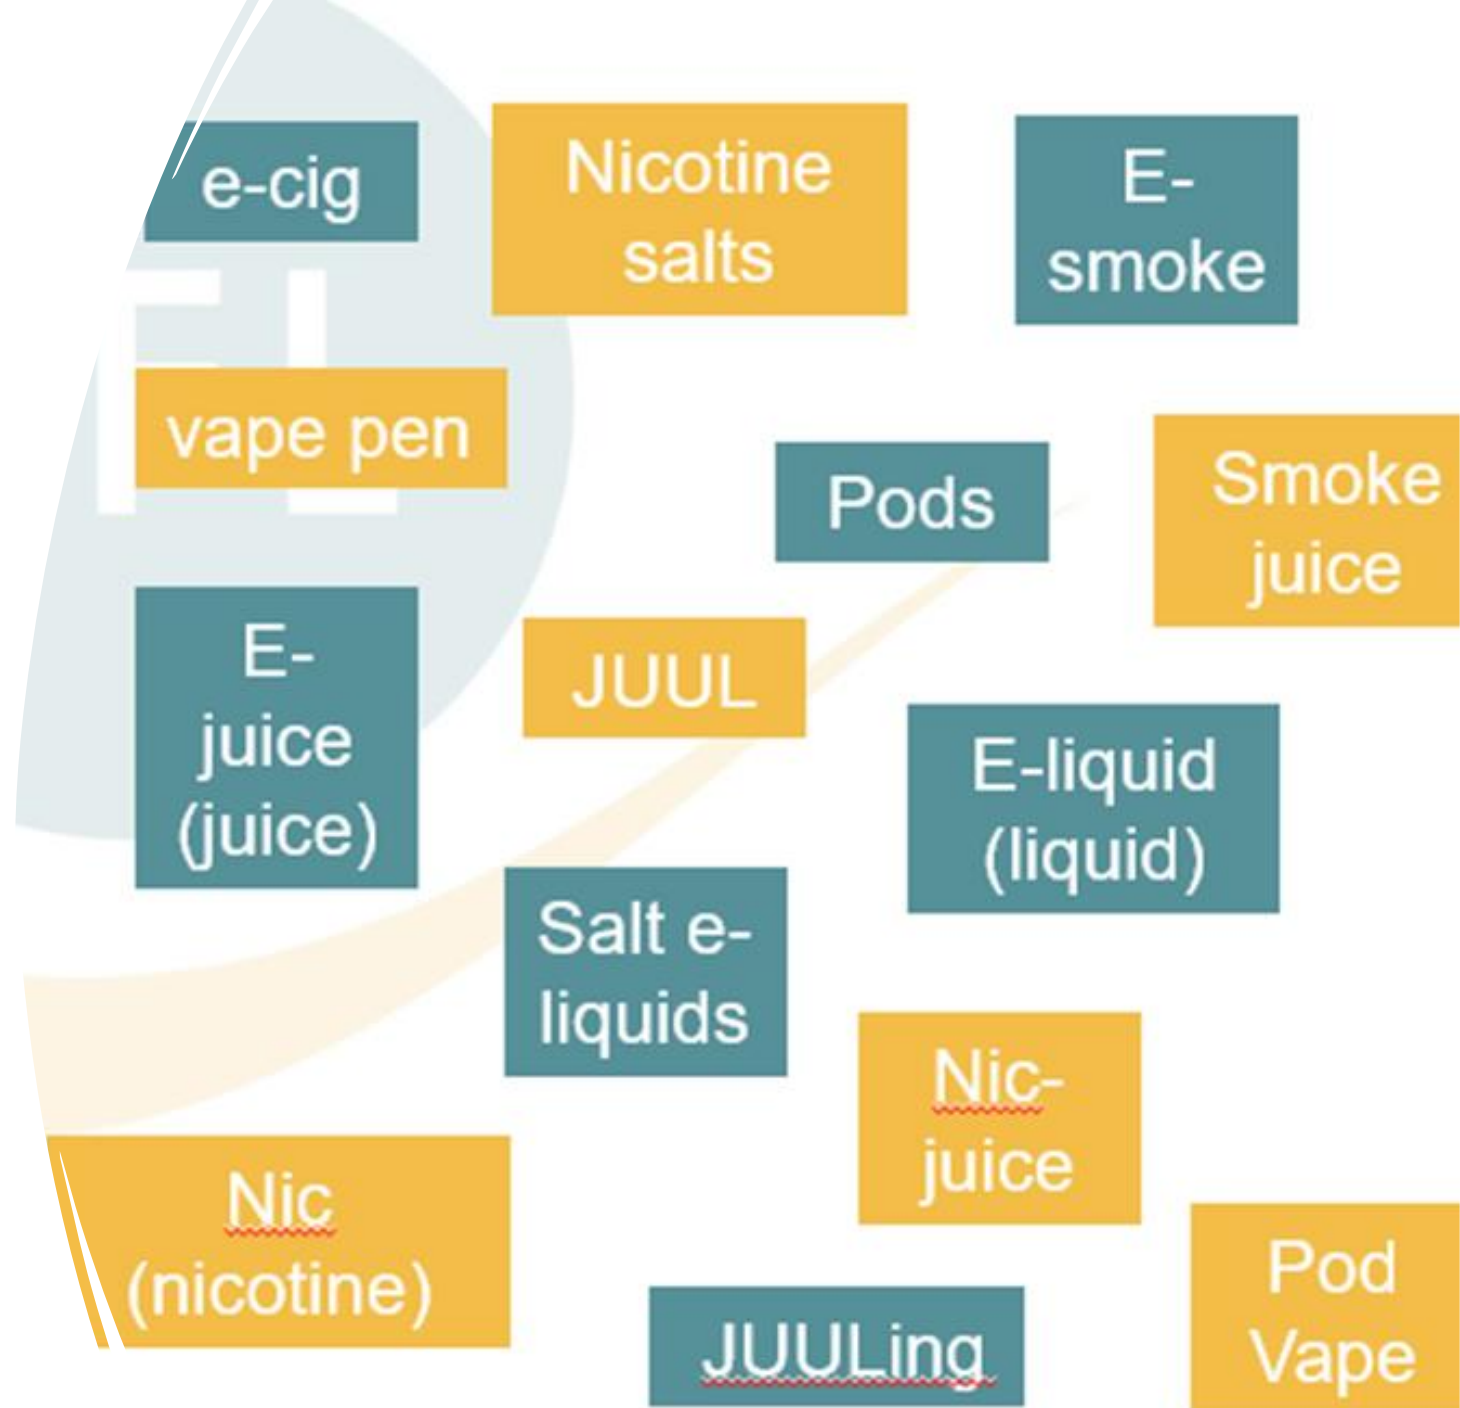 e-cig
Nicotine
salts
E-
smoke
vape pen
Pods
Smoke
juice
E-
juice
(juice)
JUUL
E-liquid
(liquid)
Salt e-
liquids
Nic-
juice
Nic
(nicotine)
JUULing
Pod
Vape